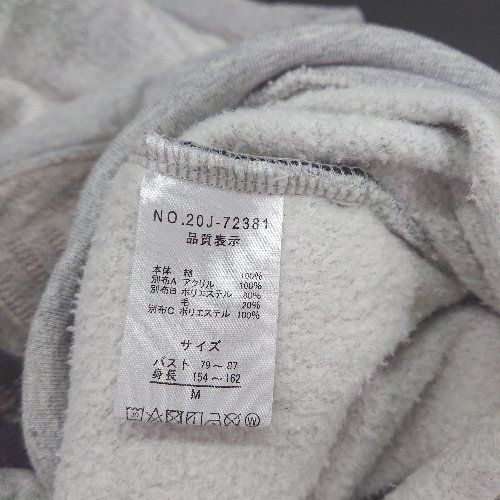 NO.20J-72381
品質表示
本体 綿 100%
別布A アクリル 100%
別布B ポリエステル 80%
毛 20%
別布C ポリエステル 100%
サイズ
バスト 79～87
身長 154～162
M